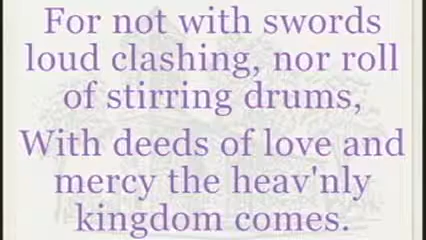 For not with swords
loud clashing, nor roll
of stirring drums,
With deeds of love and
mercy the heav'nly
kingdom comes.